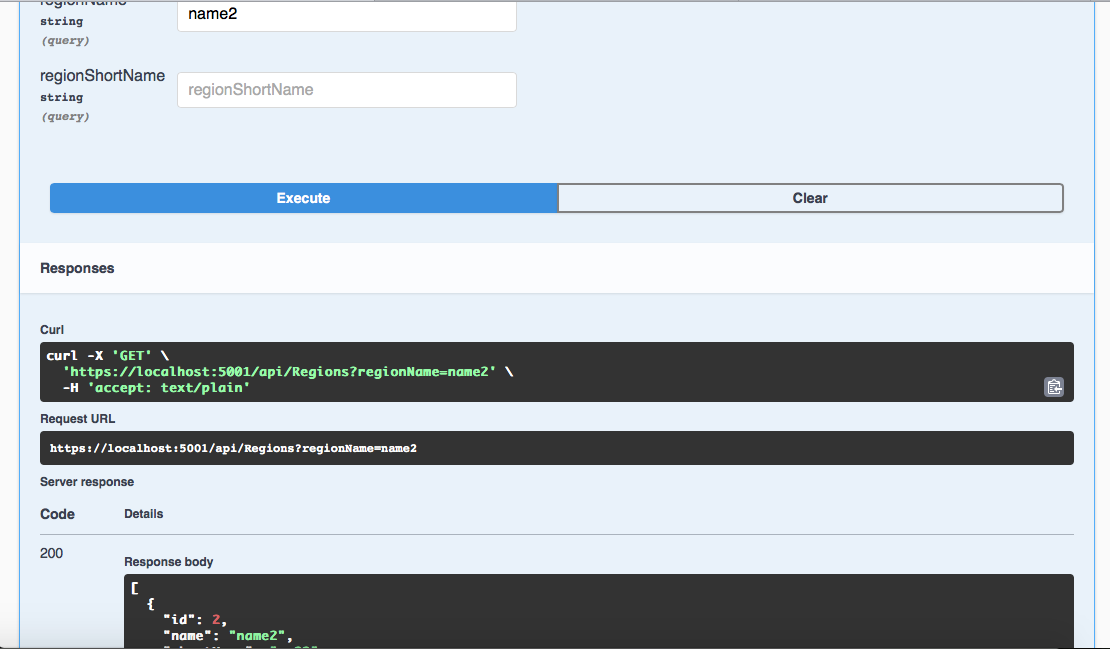 regionName
string
name2
(query)
regionShortName
string
regionShortName
(query)
Execute
Clear
Responses
Curl
curl -X 'GET' \
'https://localhost:5001/api/Regions?regionName=name2' \
-H 'accept: text/plain'
Request URL
https://localhost:5001/api/Regions?regionName=name2
Server response
Code
Details
200
Response body
[
{
"id": 2,
"name": "name2",